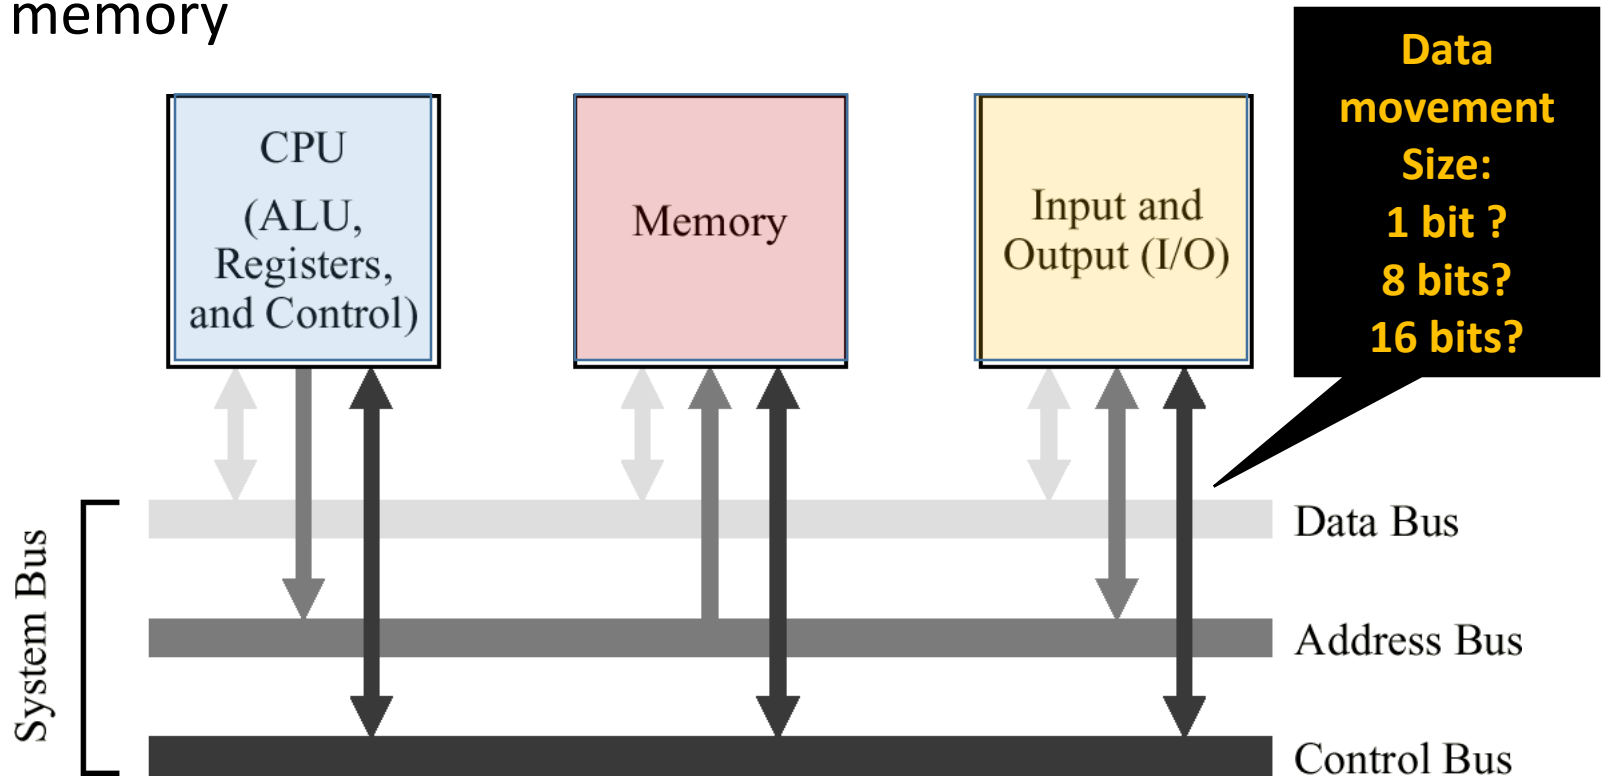 memory
CPU
(ALU,
Registers,
and Control)
Memory
Input and
Output (I/O)
Data
movement
Size:
1 bit ?
8 bits?
16 bits?
System Bus
Data Bus
Address Bus
Control Bus